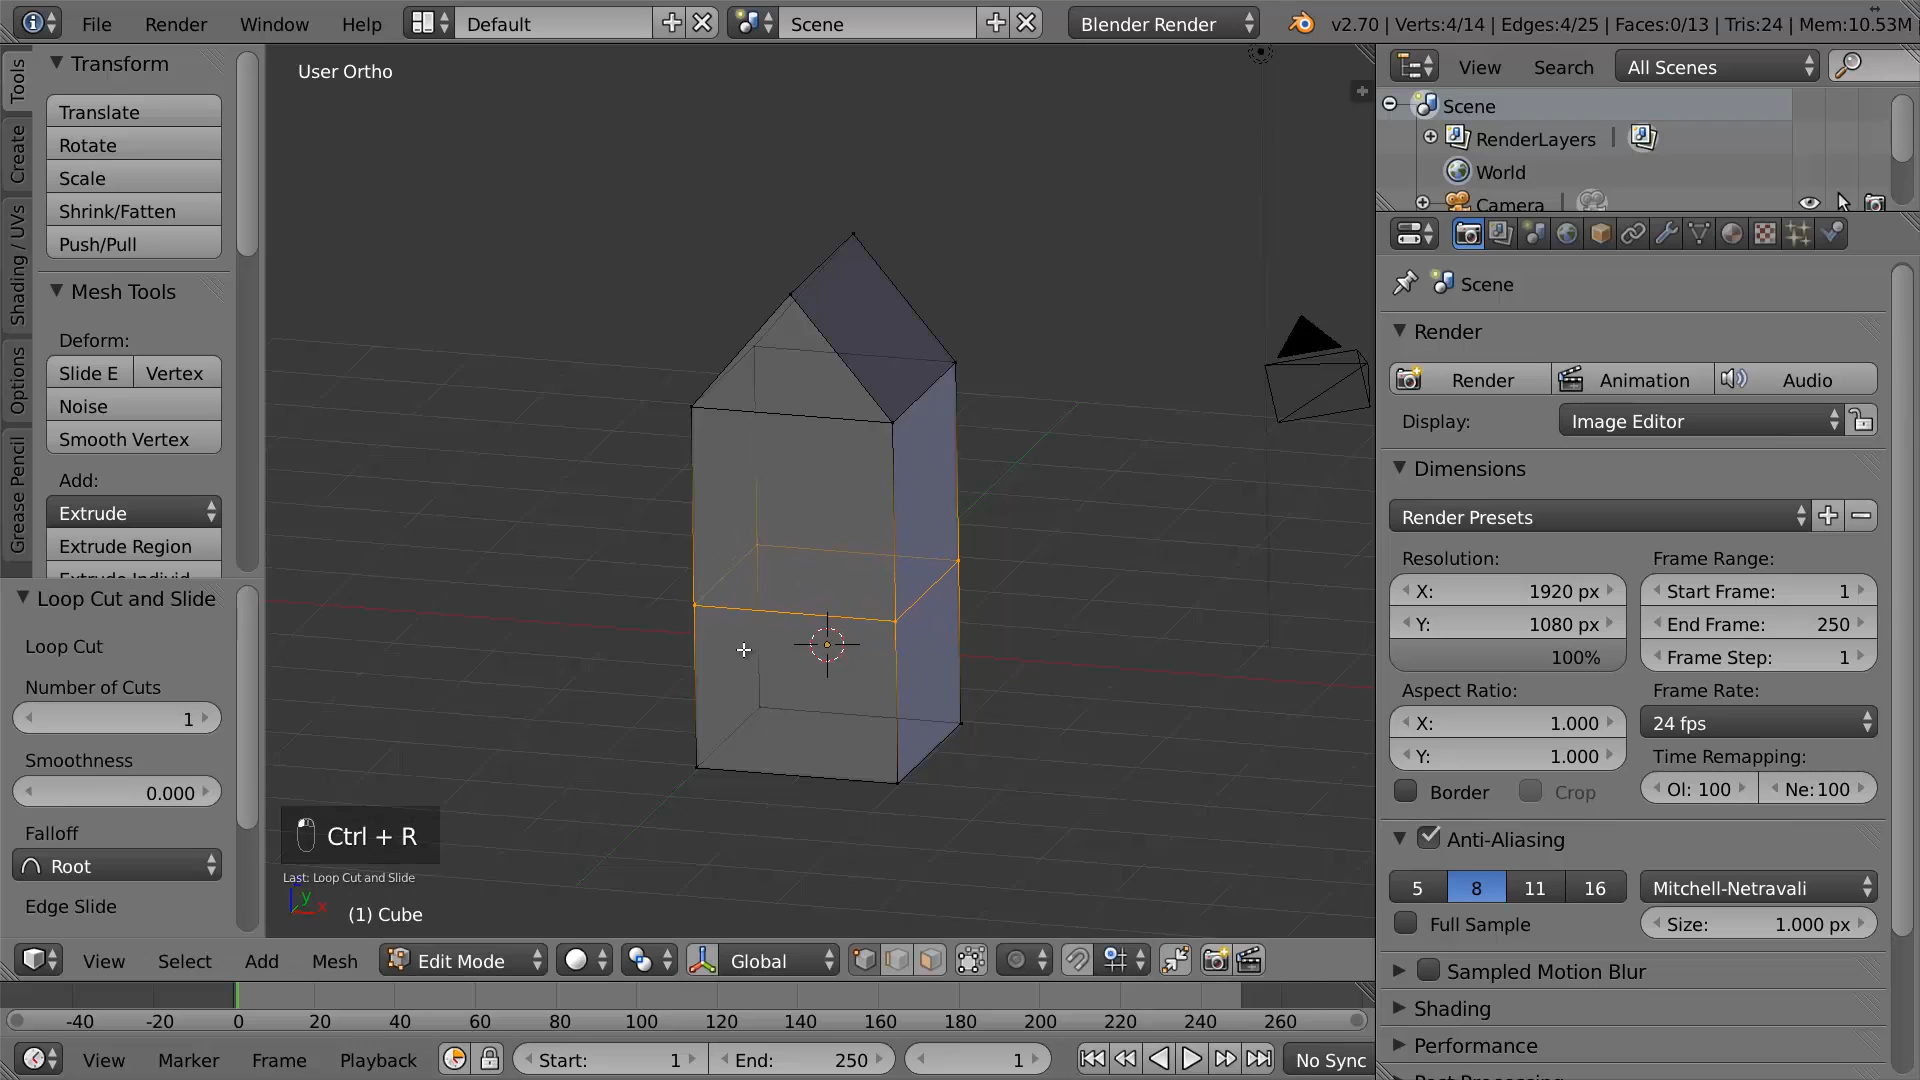 File Render Window Help Default Scene Blender Render v2.70 | Verts:4/14 | Edges:4/25 | Faces:0/13 | Tris:24 | Mem:10.53M
Tools
Create
Shading / UVs
Options
Grease Pencil
Transform
Translate
Rotate
Scale
Shrink/Fatten
Push/Pull
Mesh Tools
Deform:
Slide E Vertex
Noise
Smooth Vertex
Add:
Extrude
Extrude Region
Extrude Individ
Loop Cut and Slide
Loop Cut
Number of Cuts
1
Smoothness
0.000
Falloff
Root
Edge Slide
User Ortho
Ctrl + R
Last: Loop Cut and Slide
z y x
(1) Cube
View Select Add Mesh Edit Mode Global
-40 -20 0 20 40 60 80 100 120 140 160 180 200 220 240 260
View Marker Frame Playback Start: 1 End: 250 1 No Sync
View Search All Scenes
Scene
RenderLayers
World
Camera
Scene
Render
Render Animation Audio
Display: Image Editor
Dimensions
Render Presets
Resolution: Frame Range:
X: 1920 px Start Frame: 1
Y: 1080 px End Frame: 250
100% Frame Step: 1
Aspect Ratio: Frame Rate:
X: 1.000 24 fps
Y: 1.000 Time Remapping:
Border Crop Ol: 100 Ne: 100
Anti-Aliasing
5 8 11 16 Mitchell-Netravali
Full Sample Size: 1.000 px
Sampled Motion Blur
Shading
Performance
Post Processing